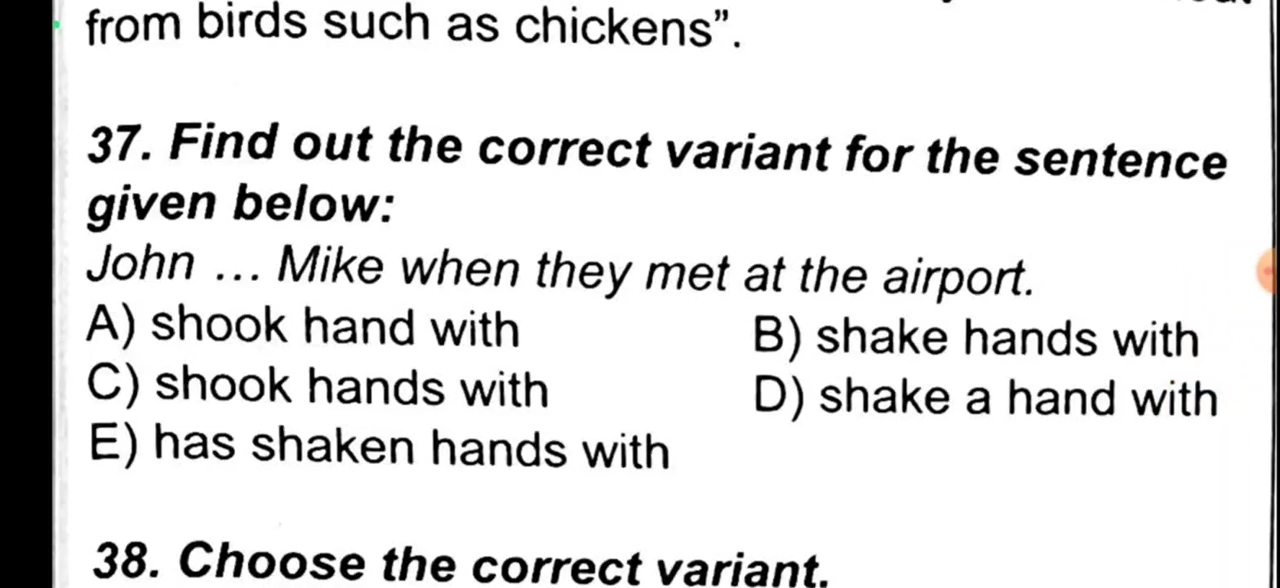 from birds such as chickens”.
37. Find out the correct variant for the sentence
given below:
John ... Mike when they met at the airport.
A) shook hand with B) shake hands with
C) shook hands with D) shake a hand with
E) has shaken hands with
38. Choose the correct variant.